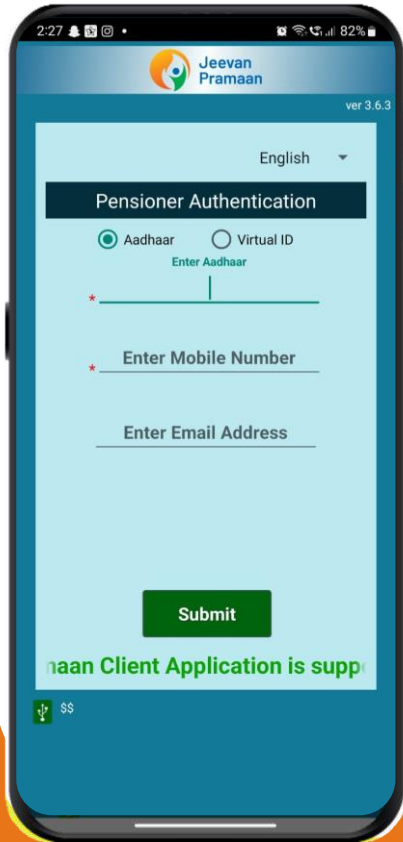 2:27 82%
Jeevan
Pramaan
ver 3.6.3
English
Pensioner Authentication
Aadhaar Virtual ID
Enter Aadhaar
*
* Enter Mobile Number
Enter Email Address
Submit
naan Client Application is supp
$$